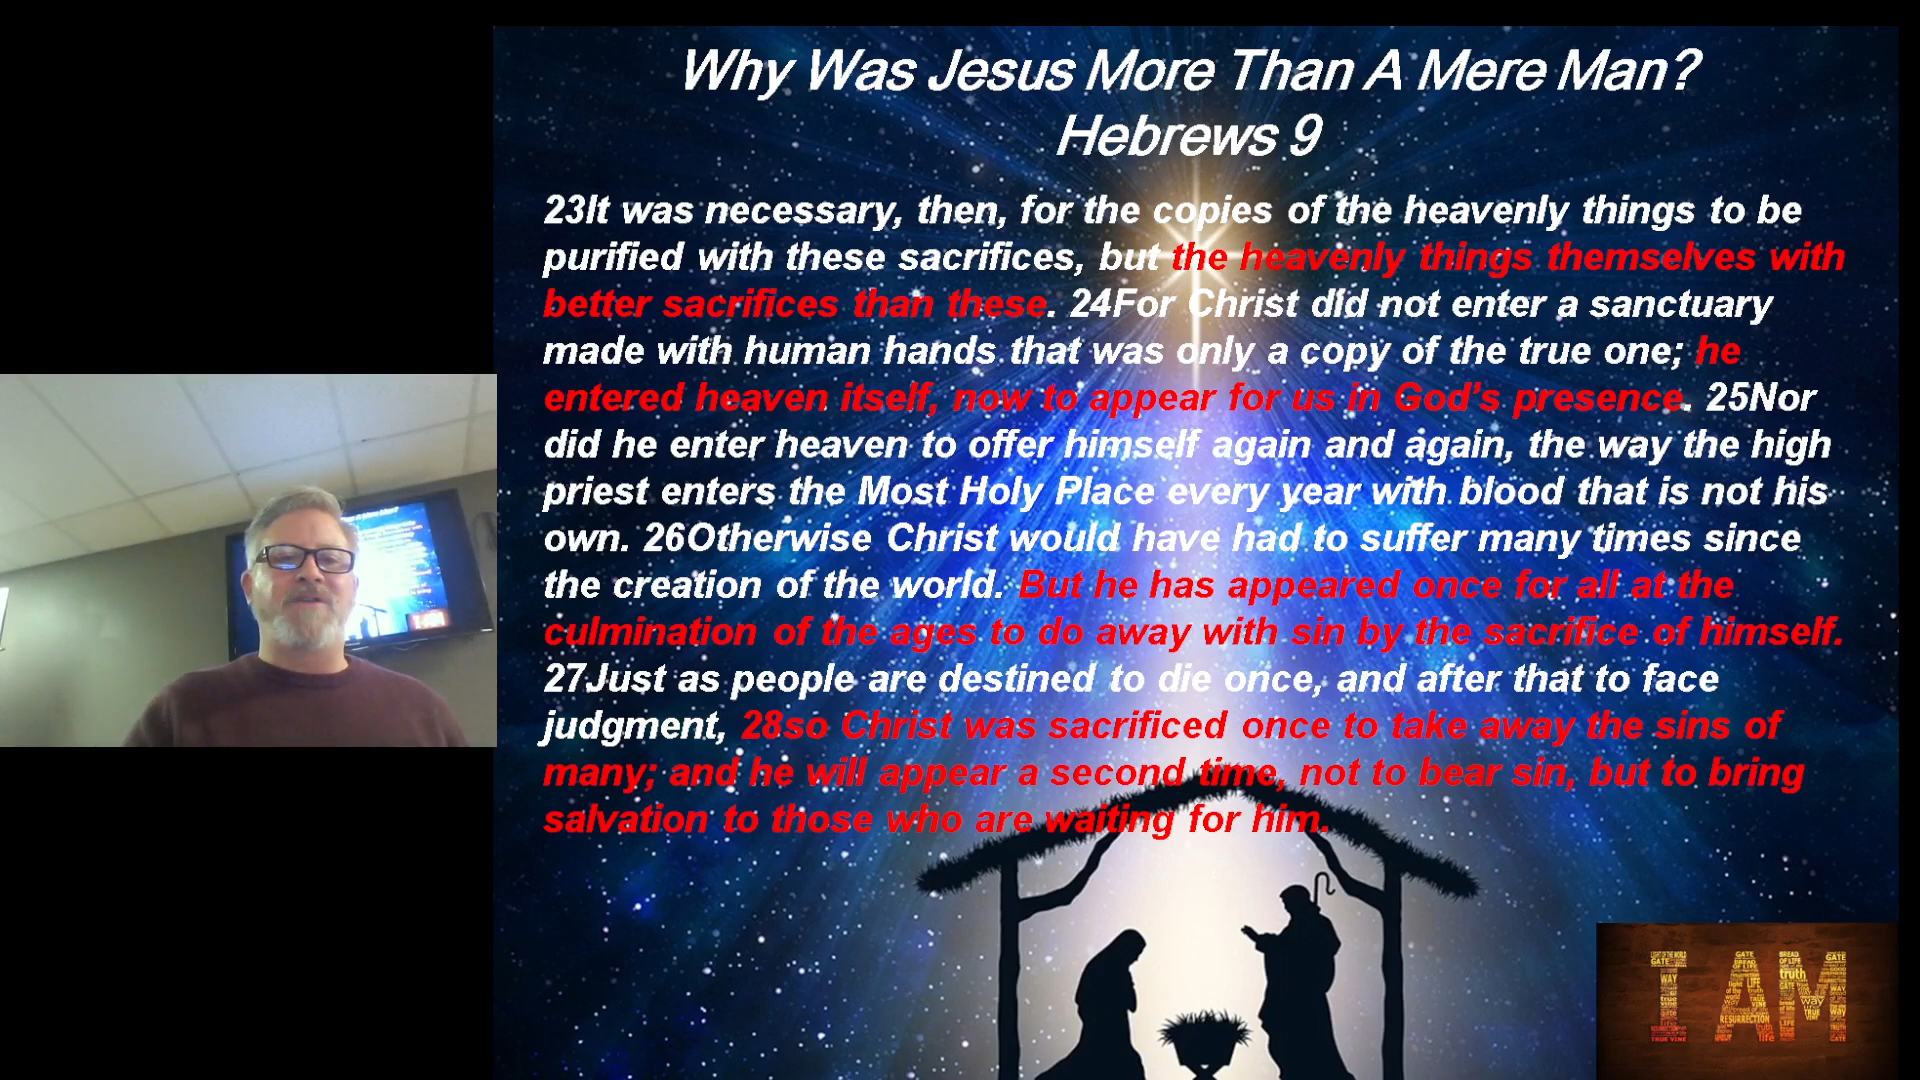 Why Was Jesus More Than A Mere Man?
Hebrews 9
23It was necessary, then, for the copies of the heavenly things to be
purified with these sacrifices, but the heavenly things themselves with
better sacrifices than these. 24For Christ did not enter a sanctuary
made with human hands that was only a copy of the true one; he
entered heaven itself, now to appear for us in God's presence. 25Nor
did he enter heaven to offer himself again and again, the way the high
priest enters the Most Holy Place every year with blood that is not his
own. 26Otherwise Christ would have had to suffer many times since
the creation of the world. But he has appeared once for all at the
culmination of the ages to do away with sin by the sacrifice of himself.
27Just as people are destined to die once, and after that to face
judgment, 28so Christ was sacrificed once to take away the sins of
many; and he will appear a second time, not to bear sin, but to bring
salvation to those who are waiting for him.
I AM